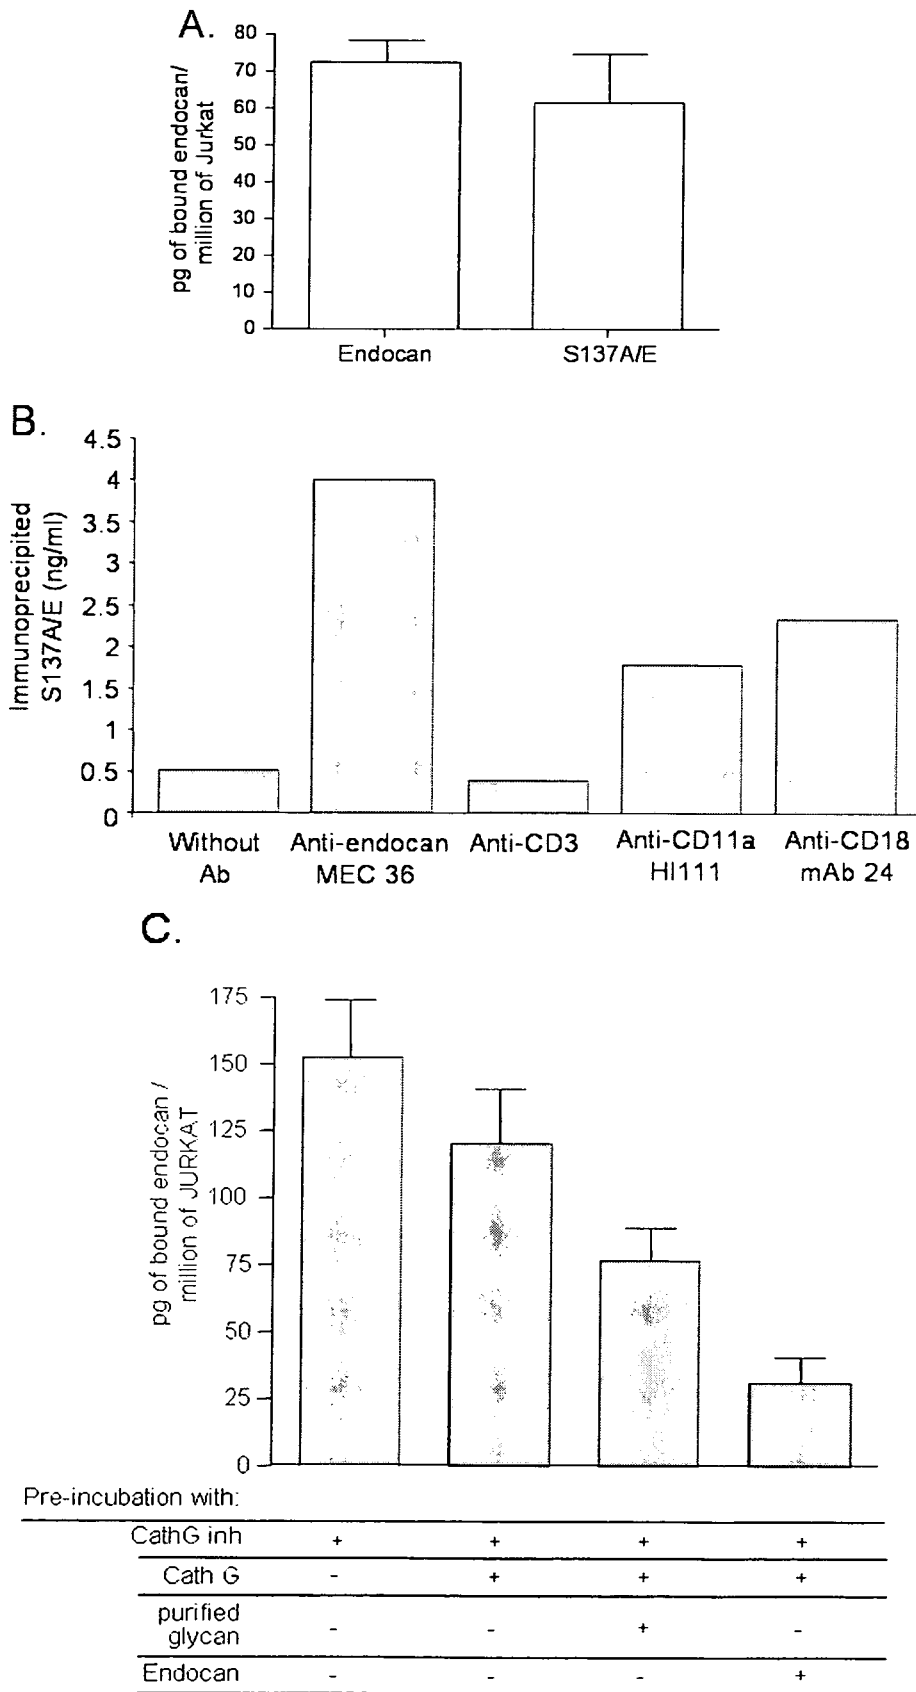 A.
80
70
60
50
40
30
20
10
0
pg of bound endocan/
million of Jurkat
Endocan S137A/E
B.
4.5
4
3.5
3
2.5
2
1.5
1
0.5
0
Immunoprecipited
S137A/E (ng/ml)
Without Anti-endocan Anti-CD3 Anti-CD11a Anti-CD18
Ab MEC 36 HI111 mAb 24
C.
175
150
125
100
75
50
25
0
pg of bound endocan /
million of JURKAT
Pre-incubation with:
CathG inh + + + +
Cath G - + + +
purified
glycan - - + -
Endocan - - - +